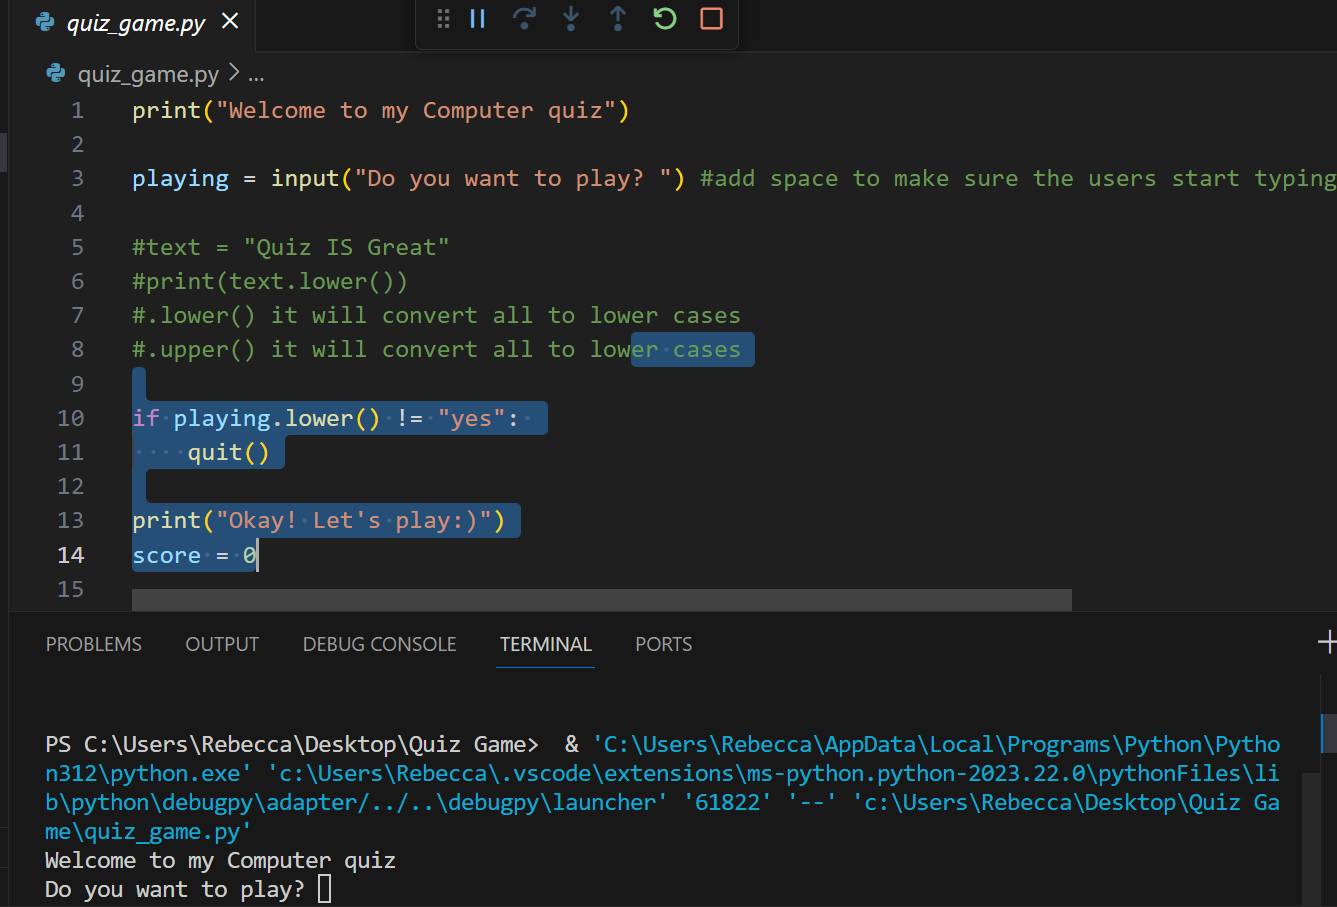 quiz_game.py
quiz_game.py > ...
1 print("Welcome to my Computer quiz")
2
3 playing = input("Do you want to play? ") #add space to make sure the users start typing
4
5 #text = "Quiz IS Great"
6 #print(text.lower())
7 #.lower() it will convert all to lower cases
8 #.upper() it will convert all to lower cases
9
10 if playing.lower() != "yes":
11     quit()
12
13 print("Okay! Let's play:)")
14 score = 0
15
PROBLEMS OUTPUT DEBUG CONSOLE TERMINAL PORTS
PS C:\Users\Rebecca\Desktop\Quiz Game>  & 'C:\Users\Rebecca\AppData\Local\Programs\Python\Pytho
n312\python.exe' 'c:\Users\Rebecca\.vscode\extensions\ms-python.python-2023.22.0\pythonFiles\li
b\python\debugpy\adapter/../..\debugpy\launcher' '61822' '--' 'c:\Users\Rebecca\Desktop\Quiz Ga
me\quiz_game.py'
Welcome to my Computer quiz
Do you want to play?